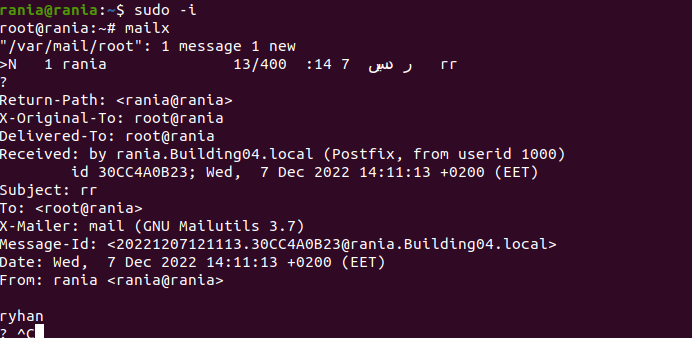 rania@rania:~$ sudo -i
root@rania:~# mailx
"/var/mail/root": 1 message 1 new
>N   1 rania              13/400  :14 7      rr
?
Return-Path: <rania@rania>
X-Original-To: root@rania
Delivered-To: root@rania
Received: by rania.Building04.local (Postfix, from userid 1000)
        id 30CC4A0B23; Wed,  7 Dec 2022 14:11:13 +0200 (EET)
Subject: rr
To: <root@rania>
X-Mailer: mail (GNU Mailutils 3.7)
Message-Id: <20221207121113.30CC4A0B23@rania.Building04.local>
Date: Wed,  7 Dec 2022 14:11:13 +0200 (EET)
From: rania <rania@rania>

ryhan
? ^C